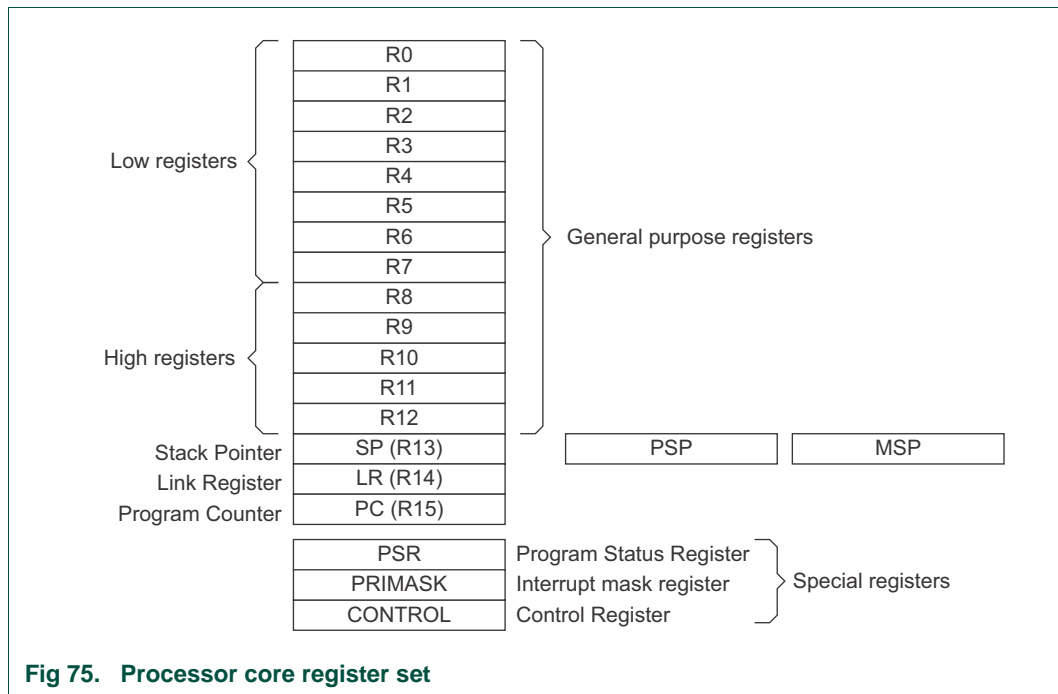 R0
R1
R2
R3
Low registers
R4
R5
R6
General purpose registers
R7
R8
R9
High registers
R10
R11
R12
Stack Pointer SP (R13) PSP MSP
Link Register LR (R14)
Program Counter PC (R15)
PSR Program Status Register
PRIMASK Interrupt mask register Special registers
CONTROL Control Register
Fig 75. Processor core register set